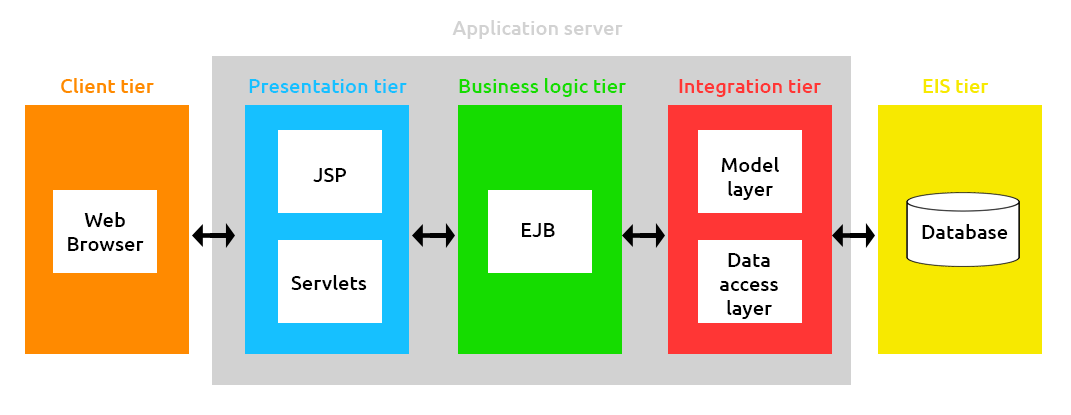 Application server
Client tier
Presentation tier
Business logic tier
Integration tier
EIS tier
Web
Browser
JSP
Servlets
EJB
Model
layer
Data
access
layer
Database